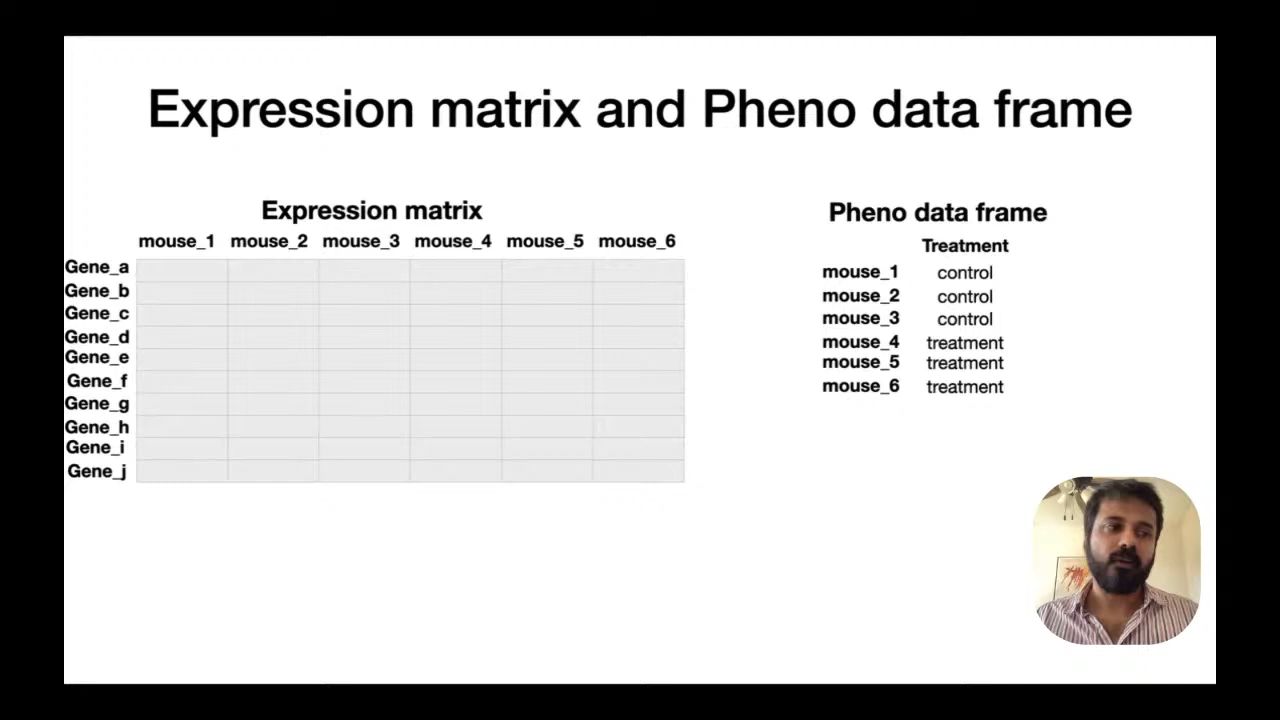 Expression matrix and Pheno data frame
Expression matrix
mouse_1 mouse_2 mouse_3 mouse_4 mouse_5 mouse_6
Gene_a
Gene_b
Gene_c
Gene_d
Gene_e
Gene_f
Gene_g
Gene_h
Gene_i
Gene_j
Pheno data frame
Treatment
mouse_1 control
mouse_2 control
mouse_3 control
mouse_4 treatment
mouse_5 treatment
mouse_6 treatment